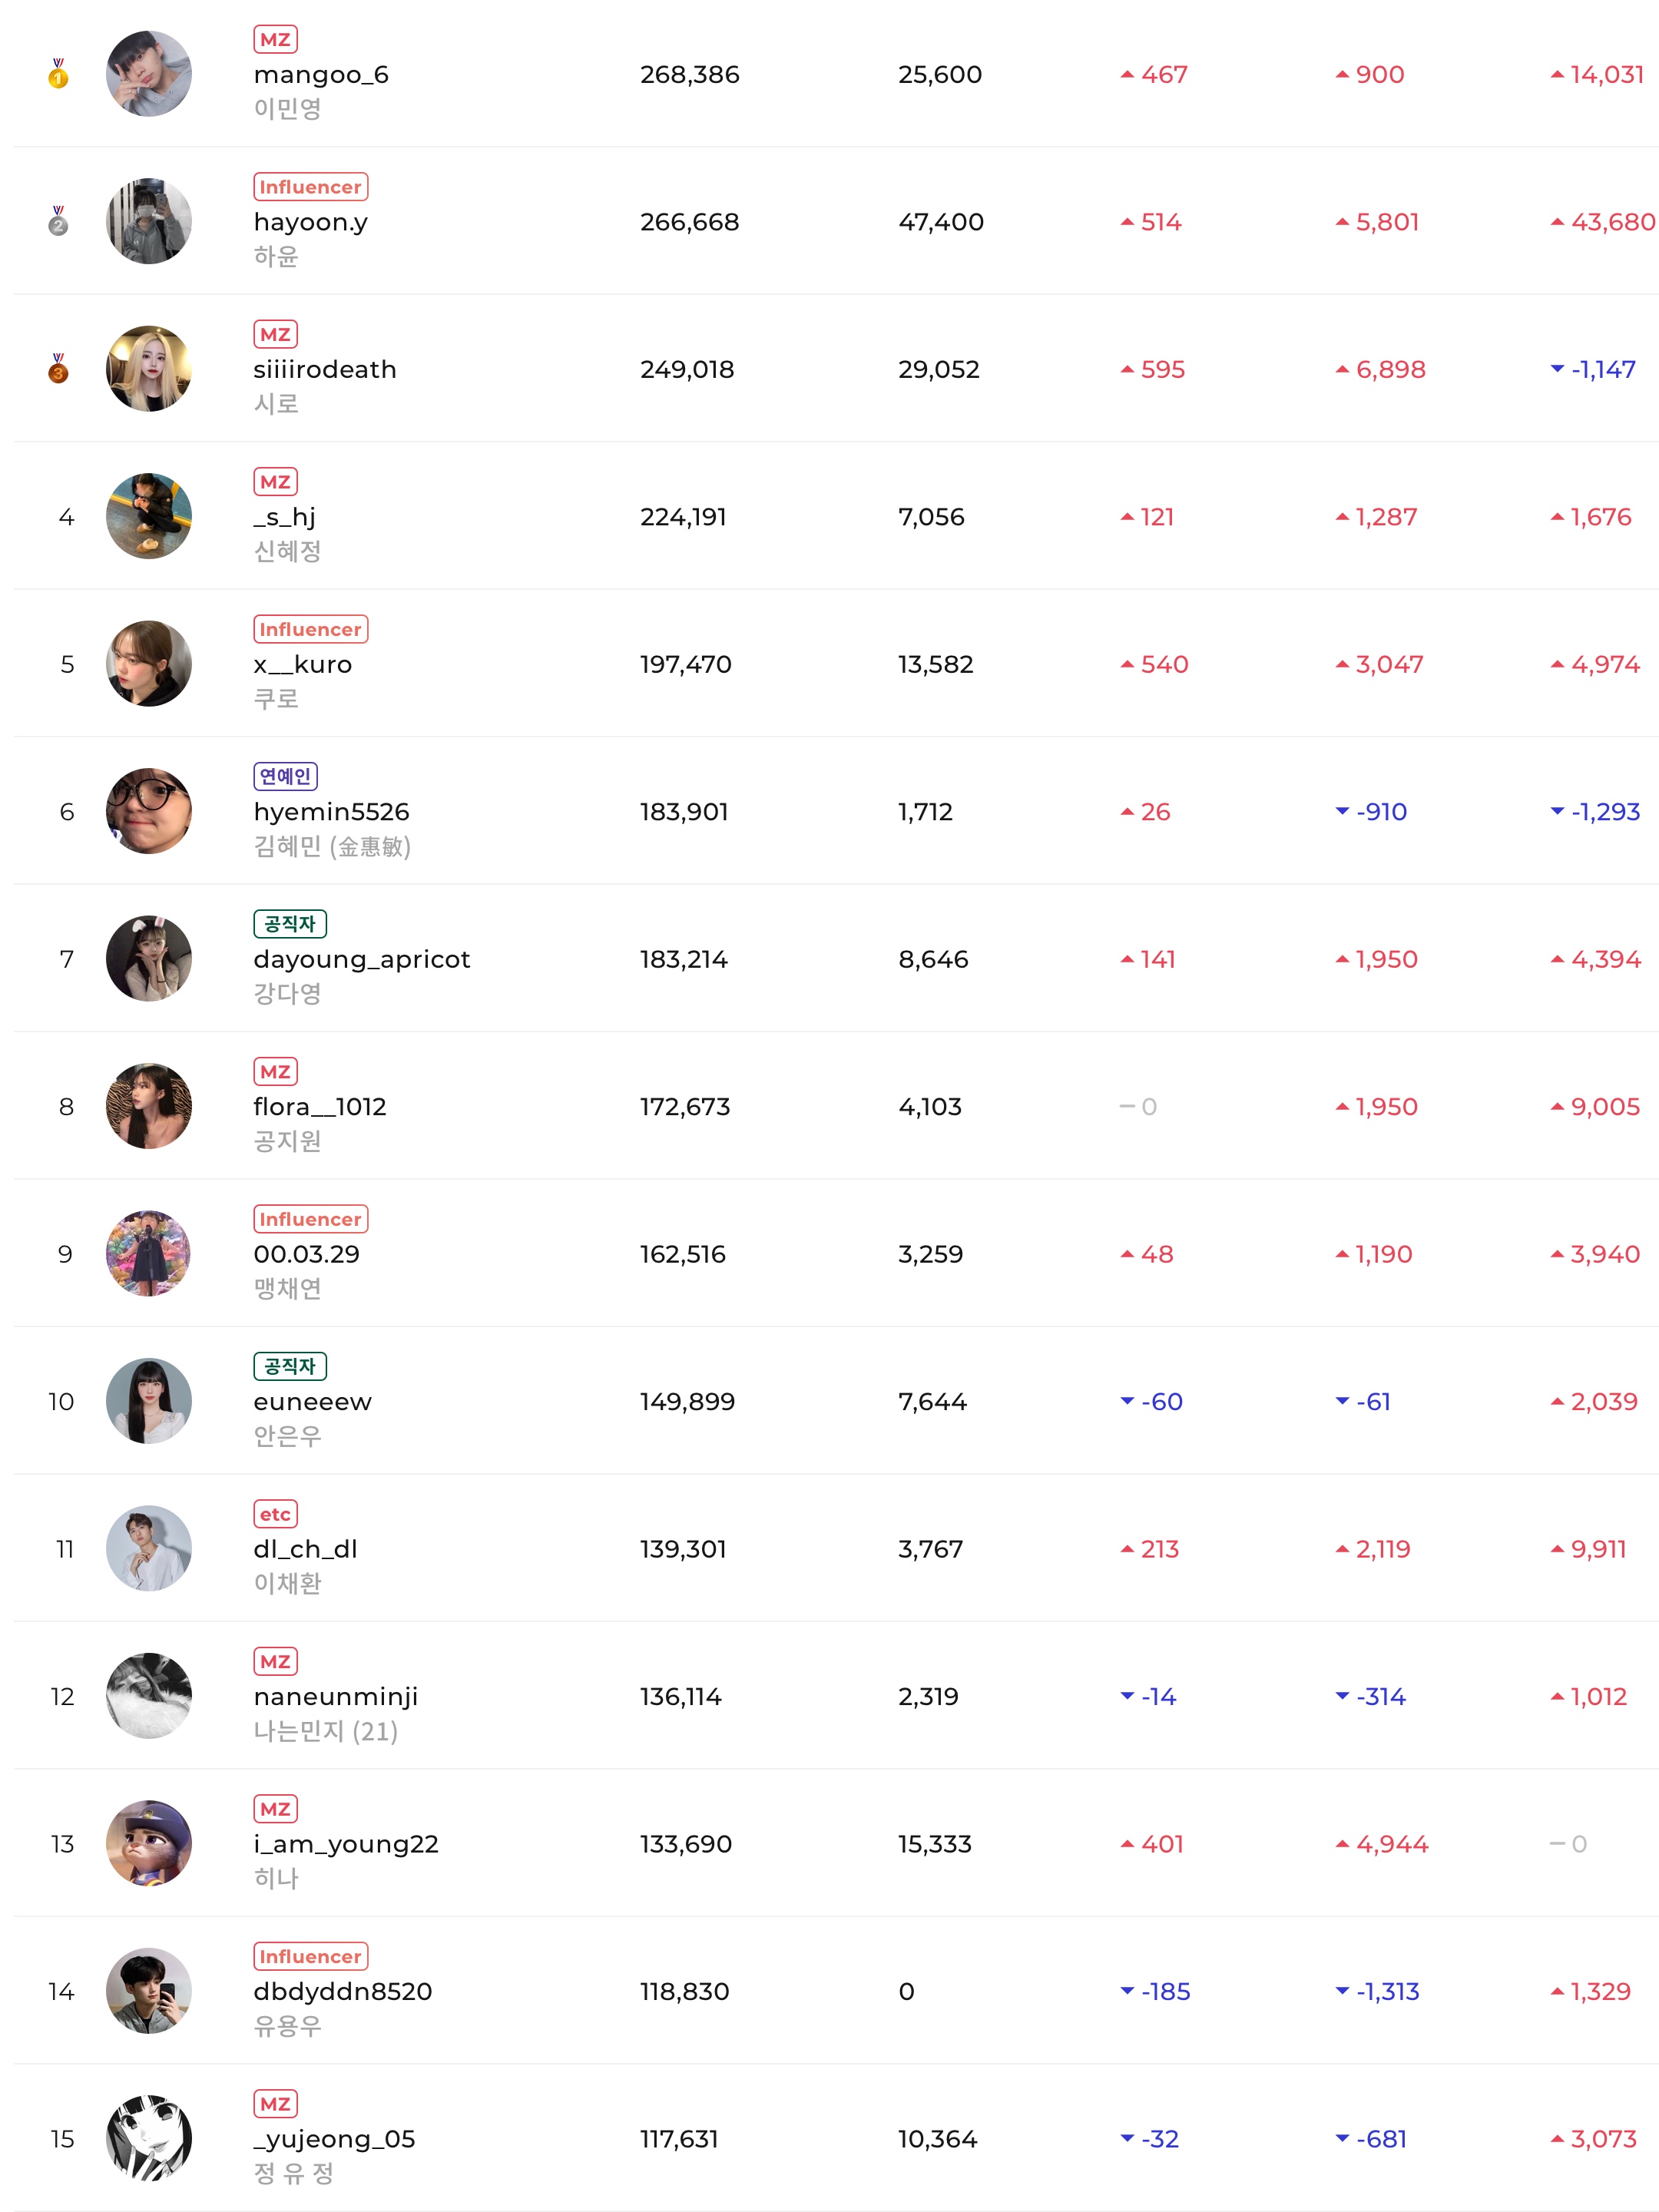 1
MZ
mangoo_6
이민영
268,386 25,600 467 900 14,031
2
Influencer
hayoon.y
하윤
266,668 47,400 514 5,801 43,680
3
MZ
siiiirodeath
시로
249,018 29,052 595 6,898 -1,147
4
MZ
_s_hj
신혜정
224,191 7,056 121 1,287 1,676
5
Influencer
x__kuro
쿠로
197,470 13,582 540 3,047 4,974
6
연예인
hyemin5526
김혜민 (金惠敏)
183,901 1,712 26 -910 -1,293
7
공직자
dayoung_apricot
강다영
183,214 8,646 141 1,950 4,394
8
MZ
flora__1012
공지원
172,673 4,103 0 1,950 9,005
9
Influencer
00.03.29
맹채연
162,516 3,259 48 1,190 3,940
10
공직자
euneeew
안은우
149,899 7,644 -60 -61 2,039
11
etc
dl_ch_dl
이채환
139,301 3,767 213 2,119 9,911
12
MZ
naneunminji
나는민지 (21)
136,114 2,319 -14 -314 1,012
13
MZ
i_am_young22
히나
133,690 15,333 401 4,944 0
14
Influencer
dbdyddn8520
유용우
118,830 0 -185 -1,313 1,329
15
MZ
_yujeong_05
정 유 정
117,631 10,364 -32 -681 3,073